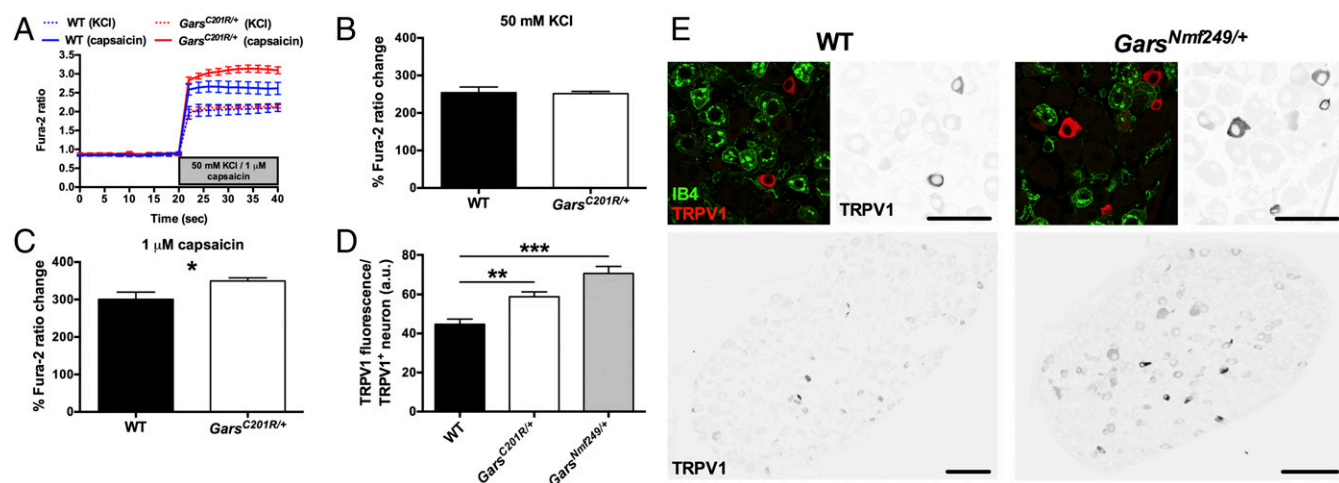 A
WT (KCl) Gars^C201R/+ (KCl)
WT (capsaicin) Gars^C201R/+ (capsaicin)
Fura-2 ratio
3.5
3.0
2.5
2.0
1.5
1.0
0.5
0.0
50 mM KCl / 1 μM
capsaicin
0 5 10 15 20 25 30 35 40
Time (sec)
B
50 mM KCl
% Fura-2 ratio change
400
300
200
100
0
WT Gars^C201R/+
C
1 μM capsaicin
*
% Fura-2 ratio change
400
300
200
100
0
WT Gars^C201R/+
D
***
**
TRPV1 fluorescence/
TRPV1⁺ neuron (a.u.)
80
60
40
20
0
WT
Gars^C201R/+
Gars^Nmf249/+
E
WT Gars^Nmf249/+
IB4
TRPV1
TRPV1
TRPV1